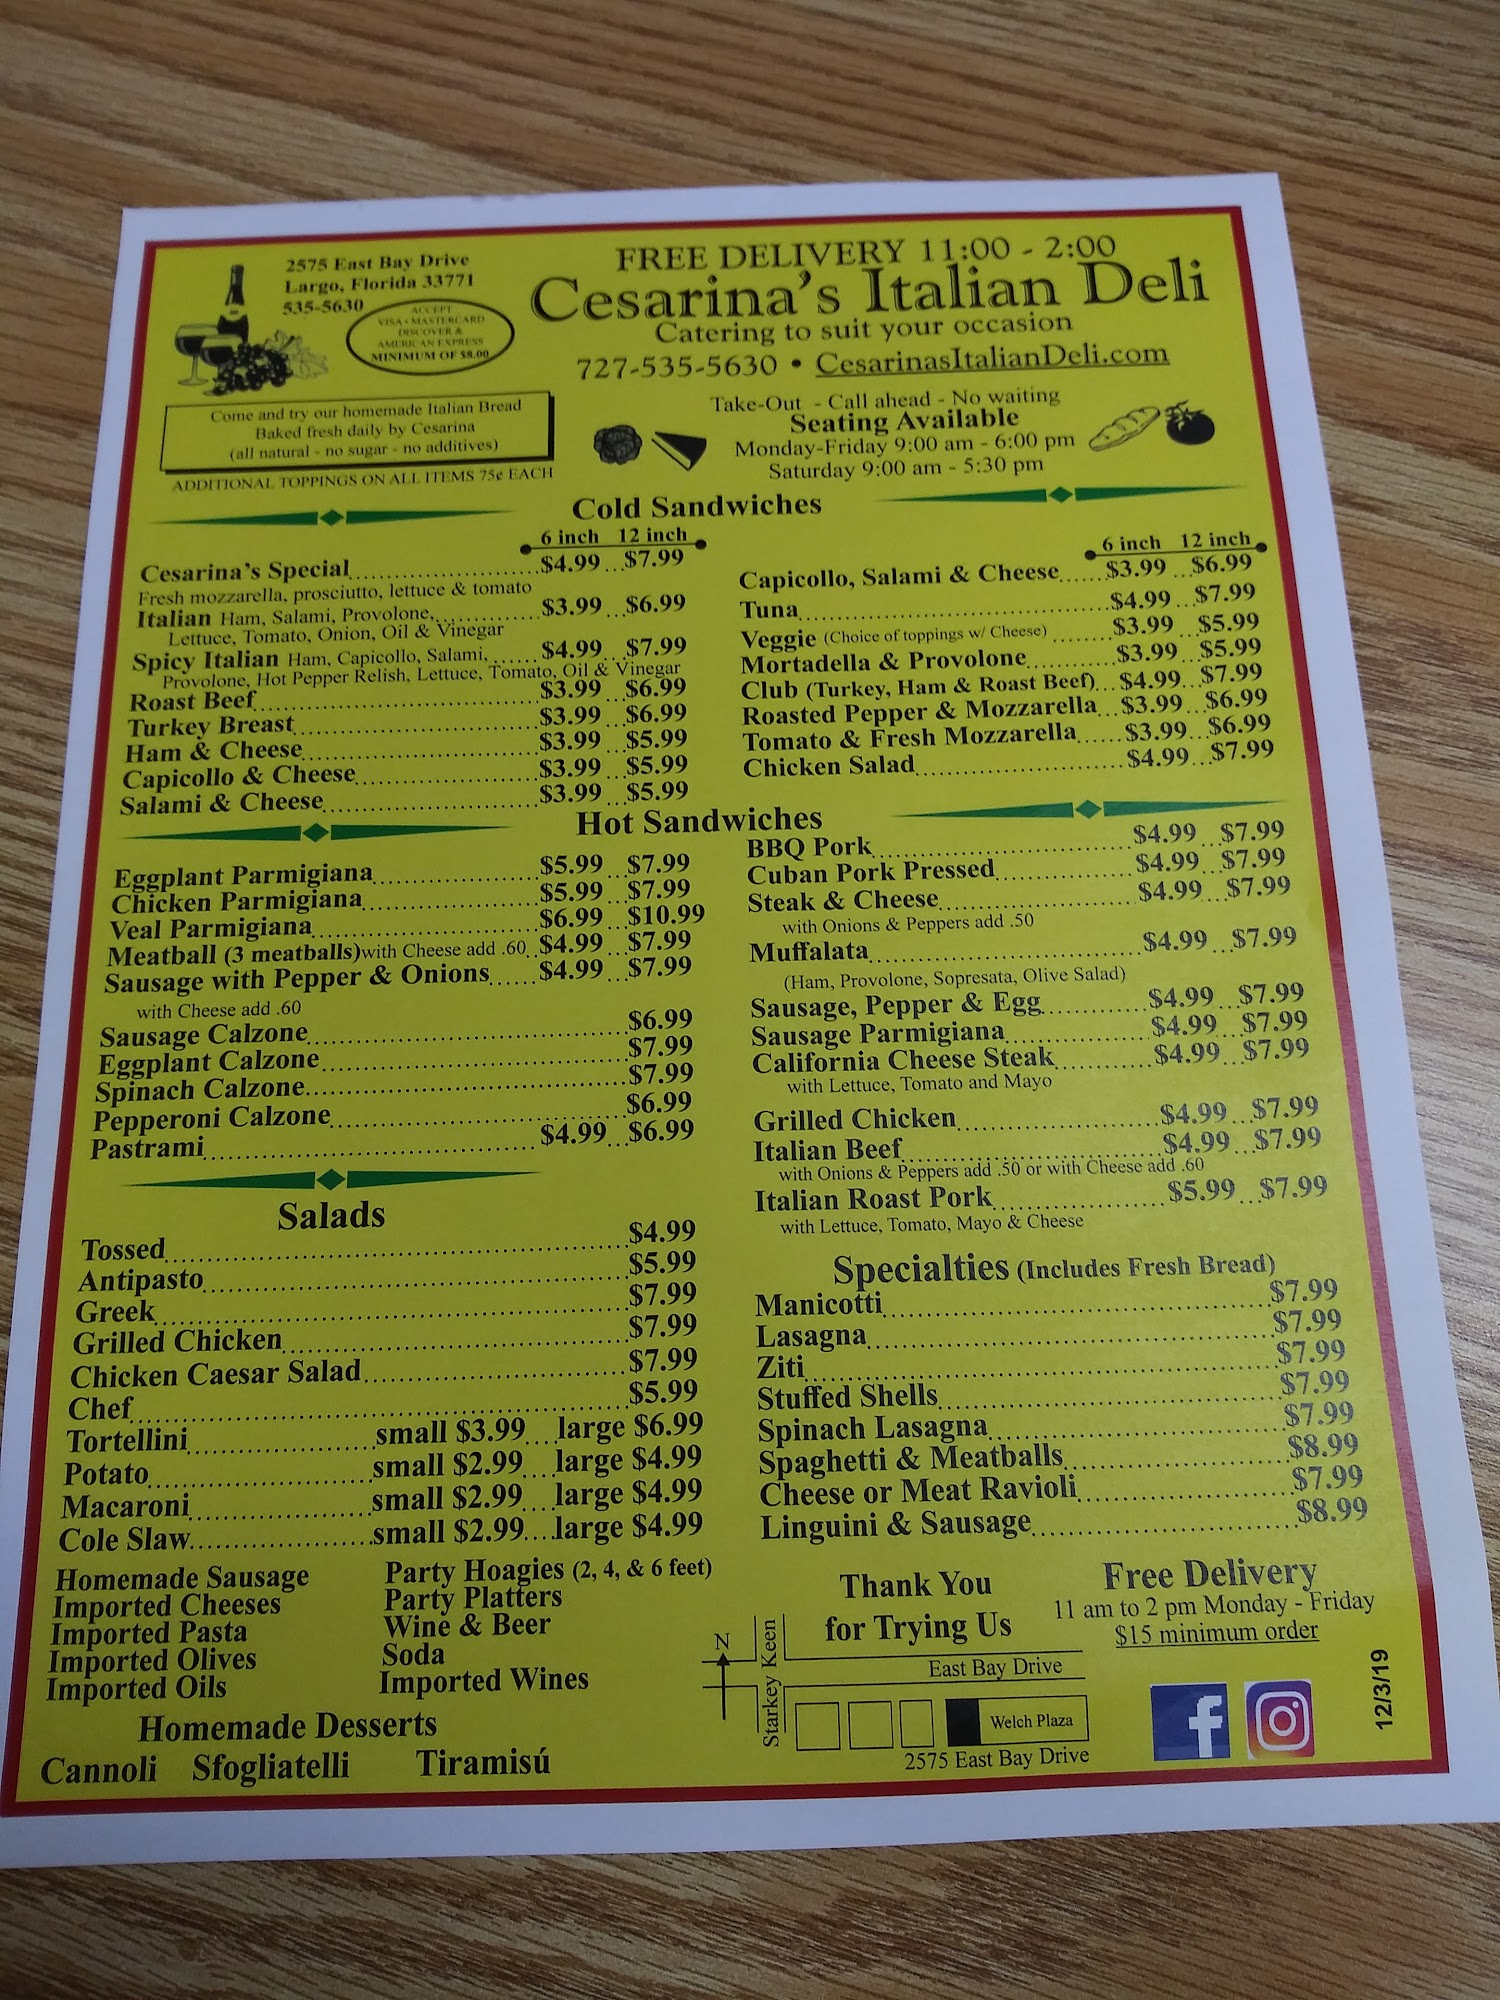 2575 East Bay Drive
Largo, Florida 33771
535-5630
ACCEPT
VISA • MASTERCARD
DISCOVER &
AMERICAN EXPRESS
MINIMUM OF $8.00
FREE DELIVERY 11:00 - 2:00
Cesarina's Italian Deli
Catering to suit your occasion
727-535-5630 • CesarinasItalianDeli.com
Come and try our homemade Italian Bread
Baked fresh daily by Cesarina
(all natural - no sugar - no additives)
ADDITIONAL TOPPINGS ON ALL ITEMS 75¢ EACH
Take-Out - Call ahead - No waiting
Seating Available
Monday-Friday 9:00 am - 6:00 pm
Saturday 9:00 am - 5:30 pm
Cold Sandwiches
6 inch 12 inch
Cesarina's Special $4.99 $7.99
Fresh mozzarella, prosciutto, lettuce & tomato
Italian Ham, Salami, Provolone, $3.99 $6.99
Lettuce, Tomato, Onion, Oil & Vinegar
Spicy Italian Ham, Capicollo, Salami, $4.99 $7.99
Provolone, Hot Pepper Relish, Lettuce, Tomato, Oil & Vinegar
Roast Beef $3.99 $6.99
Turkey Breast $3.99 $6.99
Ham & Cheese $3.99 $5.99
Capicollo & Cheese $3.99 $5.99
Salami & Cheese $3.99 $5.99
6 inch 12 inch
Capicollo, Salami & Cheese $3.99 $6.99
Tuna $4.99 $7.99
Veggie (Choice of toppings w/ Cheese) $3.99 $5.99
Mortadella & Provolone $3.99 $5.99
Club (Turkey, Ham & Roast Beef) $4.99 $7.99
Roasted Pepper & Mozzarella $3.99 $6.99
Tomato & Fresh Mozzarella $3.99 $6.99
Chicken Salad $4.99 $7.99
Hot Sandwiches
Eggplant Parmigiana $5.99 $7.99
Chicken Parmigiana $5.99 $7.99
Veal Parmigiana $6.99 $10.99
Meatball (3 meatballs) with Cheese add .60 $4.99 $7.99
Sausage with Pepper & Onions $4.99 $7.99
with Cheese add .60
Sausage Calzone $6.99
Eggplant Calzone $7.99
Spinach Calzone $7.99
Pepperoni Calzone $6.99
Pastrami $4.99 $6.99
BBQ Pork $4.99 $7.99
Cuban Pork Pressed $4.99 $7.99
Steak & Cheese $4.99 $7.99
with Onions & Peppers add .50
Muffalata $4.99 $7.99
(Ham, Provolone, Sopresata, Olive Salad)
Sausage, Pepper & Egg $4.99 $7.99
Sausage Parmigiana $4.99 $7.99
California Cheese Steak $4.99 $7.99
with Lettuce, Tomato and Mayo
Grilled Chicken $4.99 $7.99
Italian Beef $4.99 $7.99
with Onions & Peppers add .50 or with Cheese add .60
Italian Roast Pork $5.99 $7.99
with Lettuce, Tomato, Mayo & Cheese
Salads
Tossed $4.99
Antipasto $5.99
Greek $7.99
Grilled Chicken $7.99
Chicken Caesar Salad $7.99
Chef $5.99
Tortellini small $3.99 large $6.99
Potato small $2.99 large $4.99
Macaroni small $2.99 large $4.99
Cole Slaw small $2.99 large $4.99
Specialties (Includes Fresh Bread)
Manicotti $7.99
Lasagna $7.99
Ziti $7.99
Stuffed Shells $7.99
Spinach Lasagna $7.99
Spaghetti & Meatballs $8.99
Cheese or Meat Ravioli $7.99
Linguini & Sausage $8.99
Homemade Sausage
Imported Cheeses
Imported Pasta
Imported Olives
Imported Oils
Party Hoagies (2, 4, & 6 feet)
Party Platters
Wine & Beer
Soda
Imported Wines
Homemade Desserts
Cannoli Sfogliatelli Tiramisú
Thank You
for Trying Us
Free Delivery
11 am to 2 pm Monday - Friday
$15 minimum order
N
Starkey Keen
East Bay Drive
Welch Plaza
2575 East Bay Drive
f
12/3/19